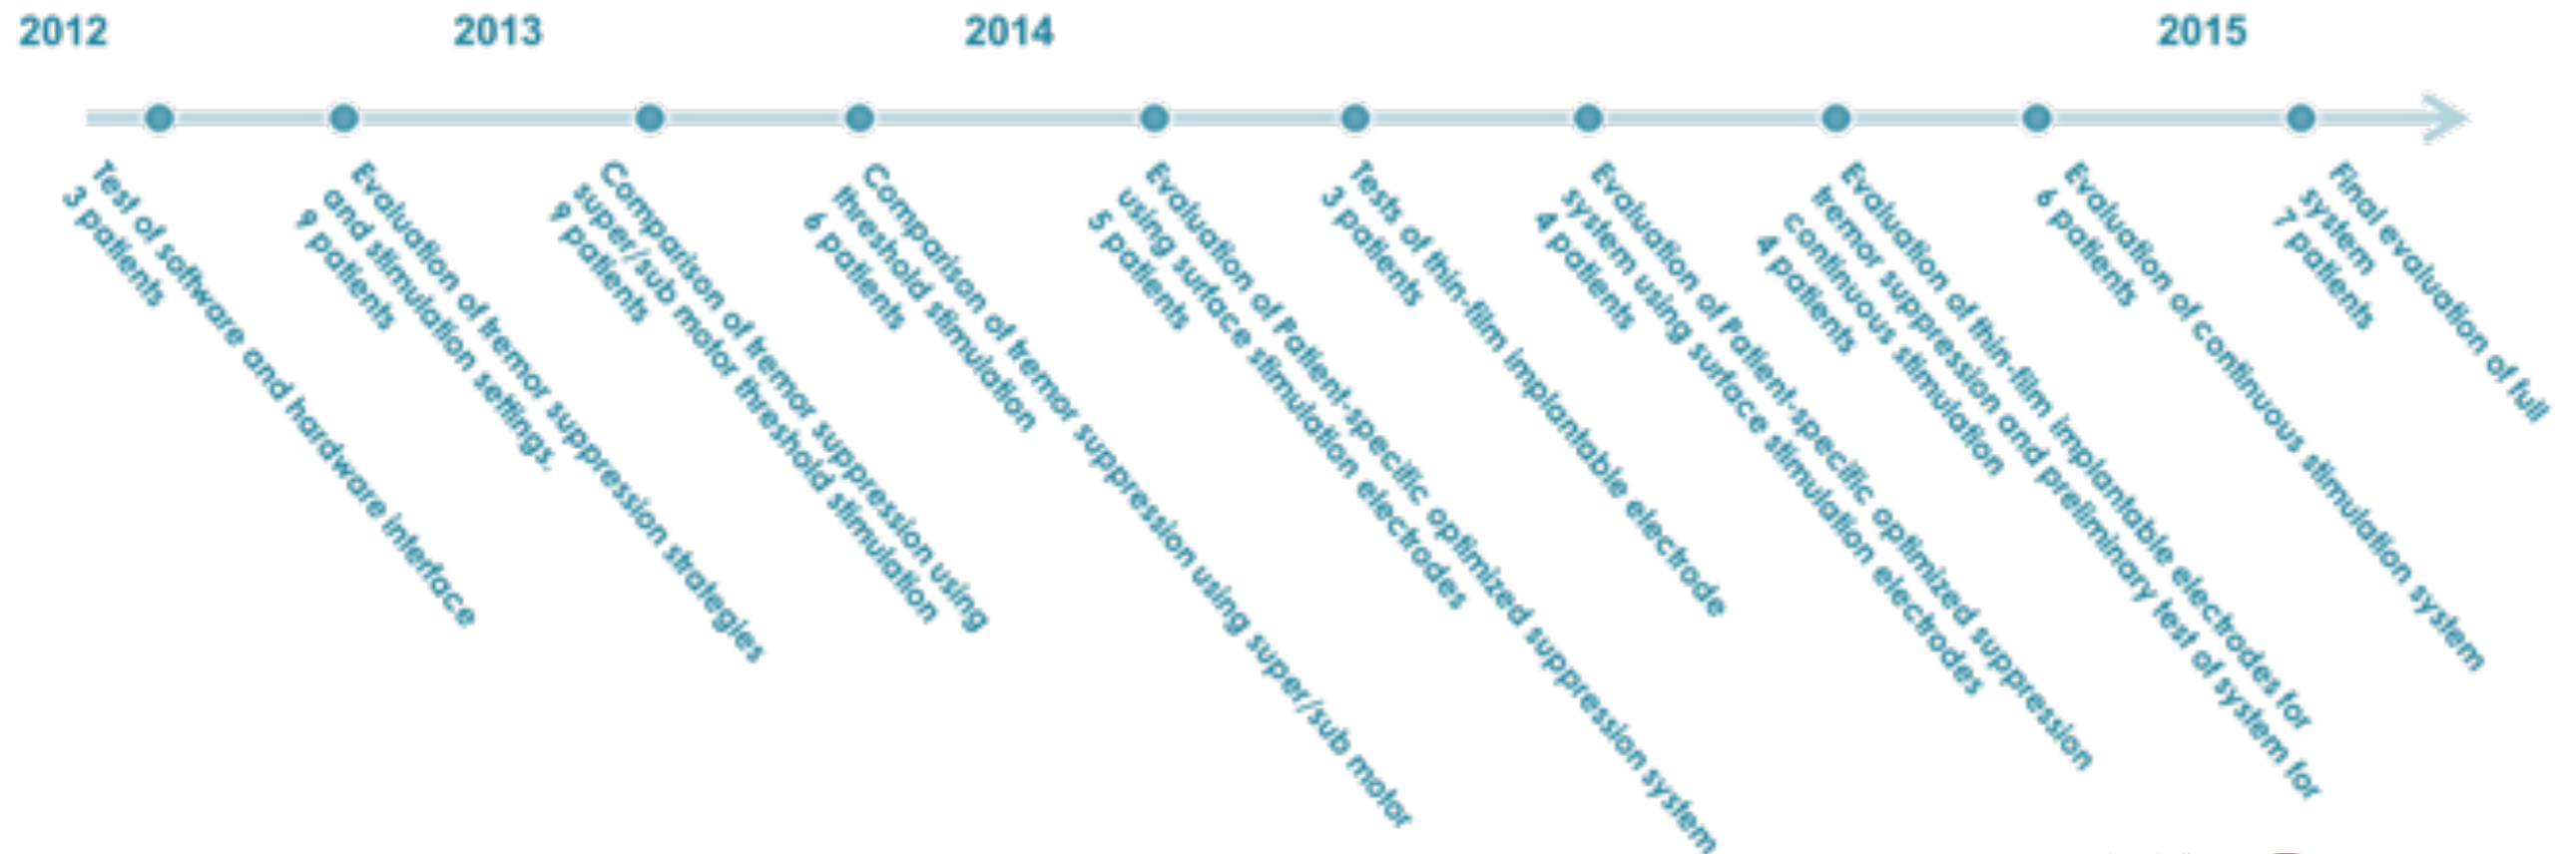 2012
2013
2014
2015
Test of software and hardware interface
3 patients
Evaluation of tremor suppression strategies
and stimulation settings.
9 patients
Comparison of tremor suppression using
super/sub motor threshold stimulation
9 patients
Comparison of tremor suppression using super/sub motor
threshold stimulation
6 patients
Evaluation of Patient-specific optimized suppression system
using surface stimulation electrodes
5 patients
Tests of thin-film implantable electrode
3 patients
Evaluation of Patient-specific optimized suppression
system using surface stimulation electrodes
4 patients
Evaluation of thin-film implantable electrodes for
tremor suppression and preliminary test of system for
continuous stimulation
4 patients
Evaluation of continuous stimulation system
6 patients
Final evaluation of full
system
7 patients